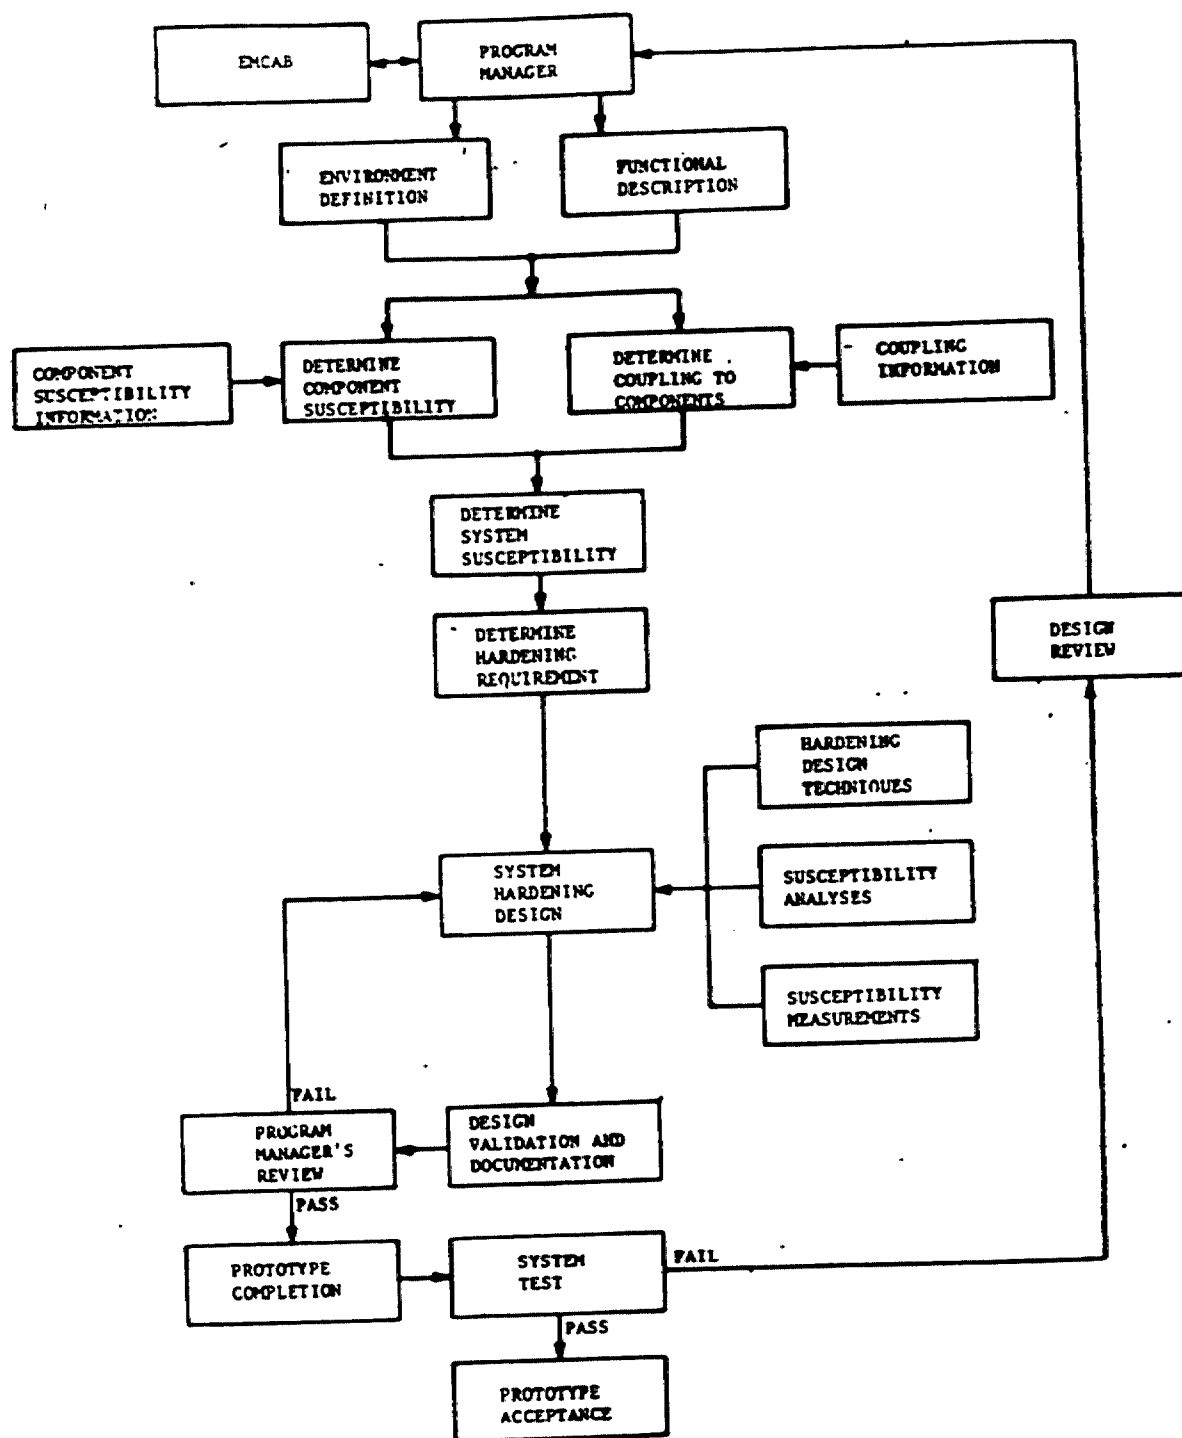 EMCAB
PROGRAM
MANAGER
ENVIRONMENT
DEFINITION
FUNCTIONAL
DESCRIPTION
COMPONENT
SUSCEPTIBILITY
INFORMATION
DETERMINE
COMPONENT
SUSCEPTIBILITY
DETERMINE
COUPLING TO
COMPONENTS
COUPLING
INFORMATION
DETERMINE
SYSTEM
SUSCEPTIBILITY
DETERMINE
HARDENING
REQUIREMENT
DESIGN
REVIEW
HARDENING
DESIGN
TECHNIQUES
SYSTEM
HARDENING
DESIGN
SUSCEPTIBILITY
ANALYSES
SUSCEPTIBILITY
MEASUREMENTS
FAIL
PROGRAM
MANAGER'S
REVIEW
DESIGN
VALIDATION AND
DOCUMENTATION
PASS
PROTOTYPE
COMPLETION
SYSTEM
TEST
FAIL
PASS
PROTOTYPE
ACCEPTANCE